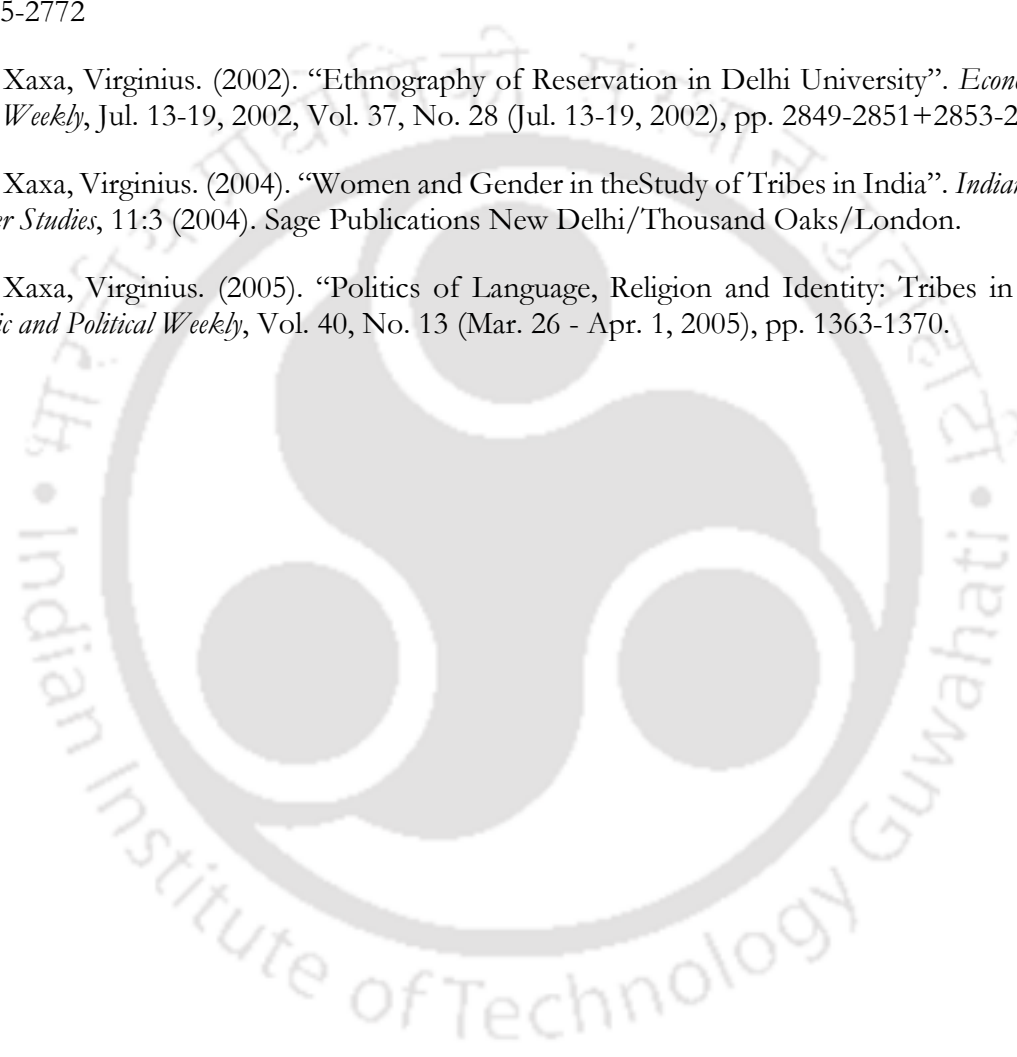 5-2772
Xaxa, Virginius. (2002). “Ethnography of Reservation in Delhi University”. Econo
Weekly, Jul. 13-19, 2002, Vol. 37, No. 28 (Jul. 13-19, 2002), pp. 2849-2851+2853-2
Xaxa, Virginius. (2004). “Women and Gender in theStudy of Tribes in India”. Indian
er Studies, 11:3 (2004). Sage Publications New Delhi/Thousand Oaks/London.
Xaxa, Virginius. (2005). “Politics of Language, Religion and Identity: Tribes in
ic and Political Weekly, Vol. 40, No. 13 (Mar. 26 - Apr. 1, 2005), pp. 1363-1370.
Indian Institute of Technology Guwahati